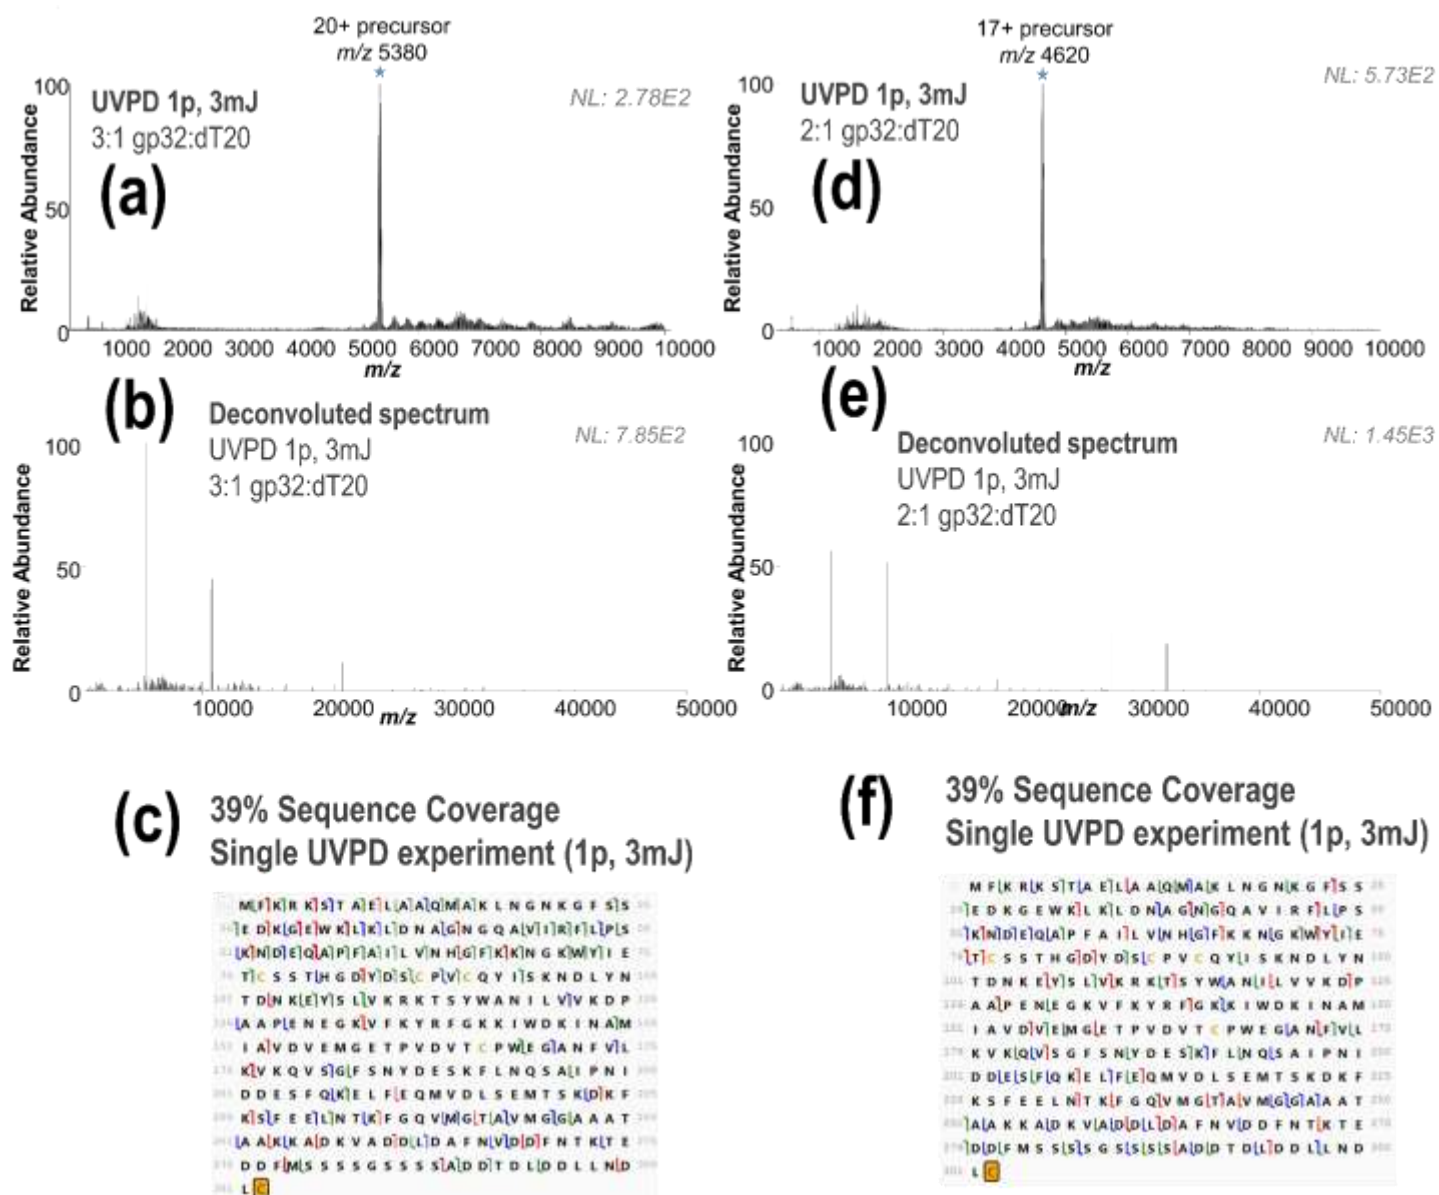 20+ precursor
m/z 5380
UVPD 1p, 3mJ
3:1 gp32:dT20
NL: 2.78E2
(a)
Relative Abundance
100
50
0
1000 2000 3000 4000 5000 6000 7000 8000 9000 10000
m/z
17+ precursor
m/z 4620
UVPD 1p, 3mJ
2:1 gp32:dT20
NL: 5.73E2
(d)
Relative Abundance
100
50
0
1000 2000 3000 4000 5000 6000 7000 8000 9000 10000
m/z
(b)
Deconvoluted spectrum
UVPD 1p, 3mJ
3:1 gp32:dT20
NL: 7.85E2
Relative Abundance
100
50
0
10000 20000 30000 40000 50000
m/z
(e)
Deconvoluted spectrum
UVPD 1p, 3mJ
2:1 gp32:dT20
NL: 1.45E3
Relative Abundance
100
50
0
10000 20000 30000 40000 50000
m/z
(c)
39% Sequence Coverage
Single UVPD experiment (1p, 3mJ)
M F K R K S T A E L A A Q M A K L N G N K G F S S
E D K G E W K L K L D N A G N G Q A V I R F L P S
K N D E Q A P F A I L V N H G F K K N G K W Y I E
T C S S T H G D Y D S C P V C Q Y I S K N D L Y N
T D N K E Y S L V K R K T S Y W A N I L V V K D P
A A P E N E G K V F K Y R F G K K I W D K I N A M
I A V D V E M G E T P V D V T C P W E G A N F V L
K V K Q V S G F S N Y D E S K F L N Q S A I P N I
D D E S F Q K E L F E Q M V D L S E M T S K D K F
K S F E E L N T K F G Q V M G T A V M G G A A A T
A A K K A D K V A D D L D A F N V D D F N T K T E
D D F M S S S S G S S S S A D D T D L D D L L N D
L C
(f)
39% Sequence Coverage
Single UVPD experiment (1p, 3mJ)
M F K R K S T A E L A A Q M A K L N G N K G F S S
E D K G E W K L K L D N A G N G Q A V I R F L P S
K N D E Q A P F A I L V N H G F K K N G K W Y I E
T C S S T H G D Y D S C P V C Q Y I S K N D L Y N
T D N K E Y S L V K R K T S Y W A N I L V V K D P
A A P E N E G K V F K Y R F G K K I W D K I N A M
I A V D V E M G E T P V D V T C P W E G A N F V L
K V K Q V S G F S N Y D E S K F L N Q S A I P N I
D D E S F Q K E L F E Q M V D L S E M T S K D K F
K S F E E L N T K F G Q V M G T A V M G G A A A T
A A K K A D K V A D D L D A F N V D D F N T K T E
D D F M S S S S G S S S S A D D T D L D D L L N D
L C